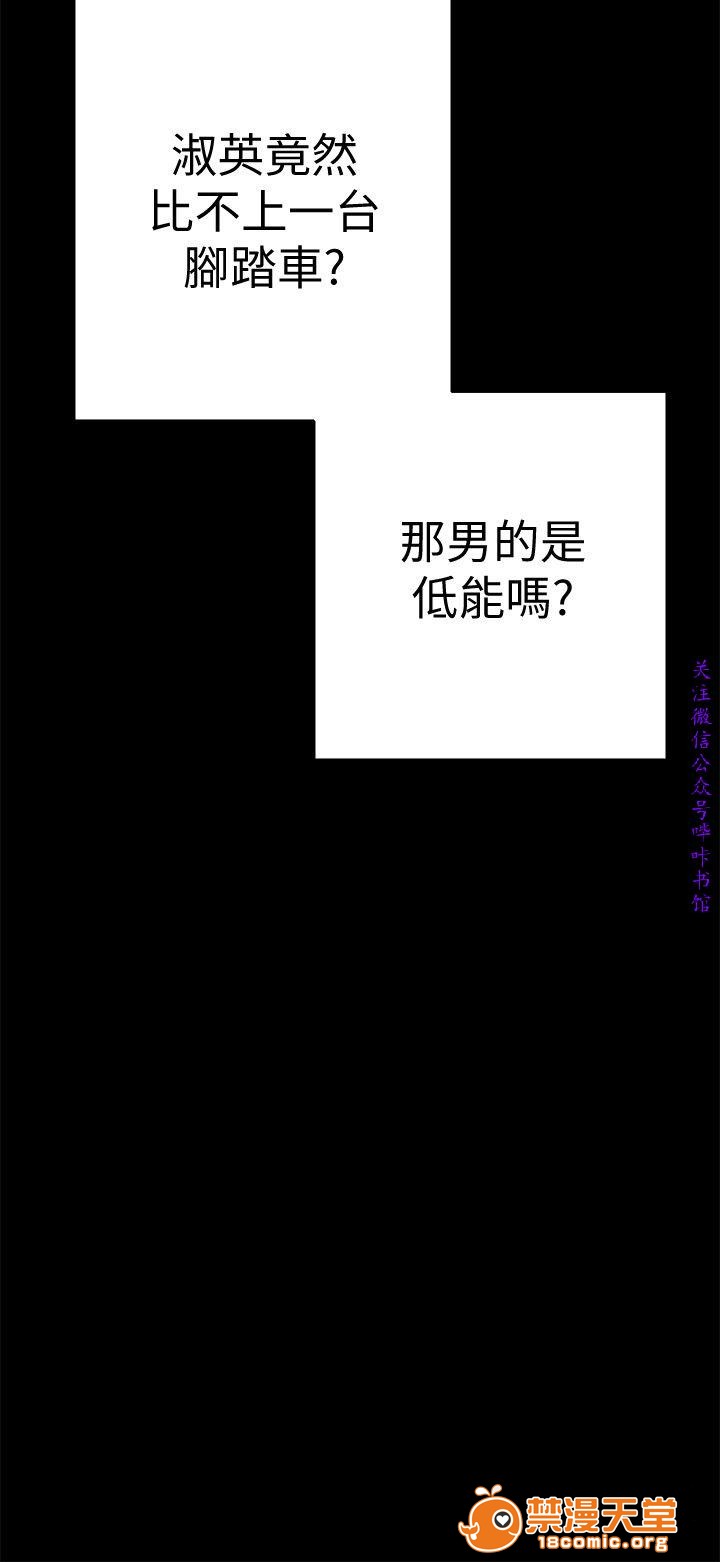 淑英竟然
比不上一台
腳踏車?
那男的是
低能嗎?
关注微信公众号哔咔书馆
禁漫天堂
18comic.org